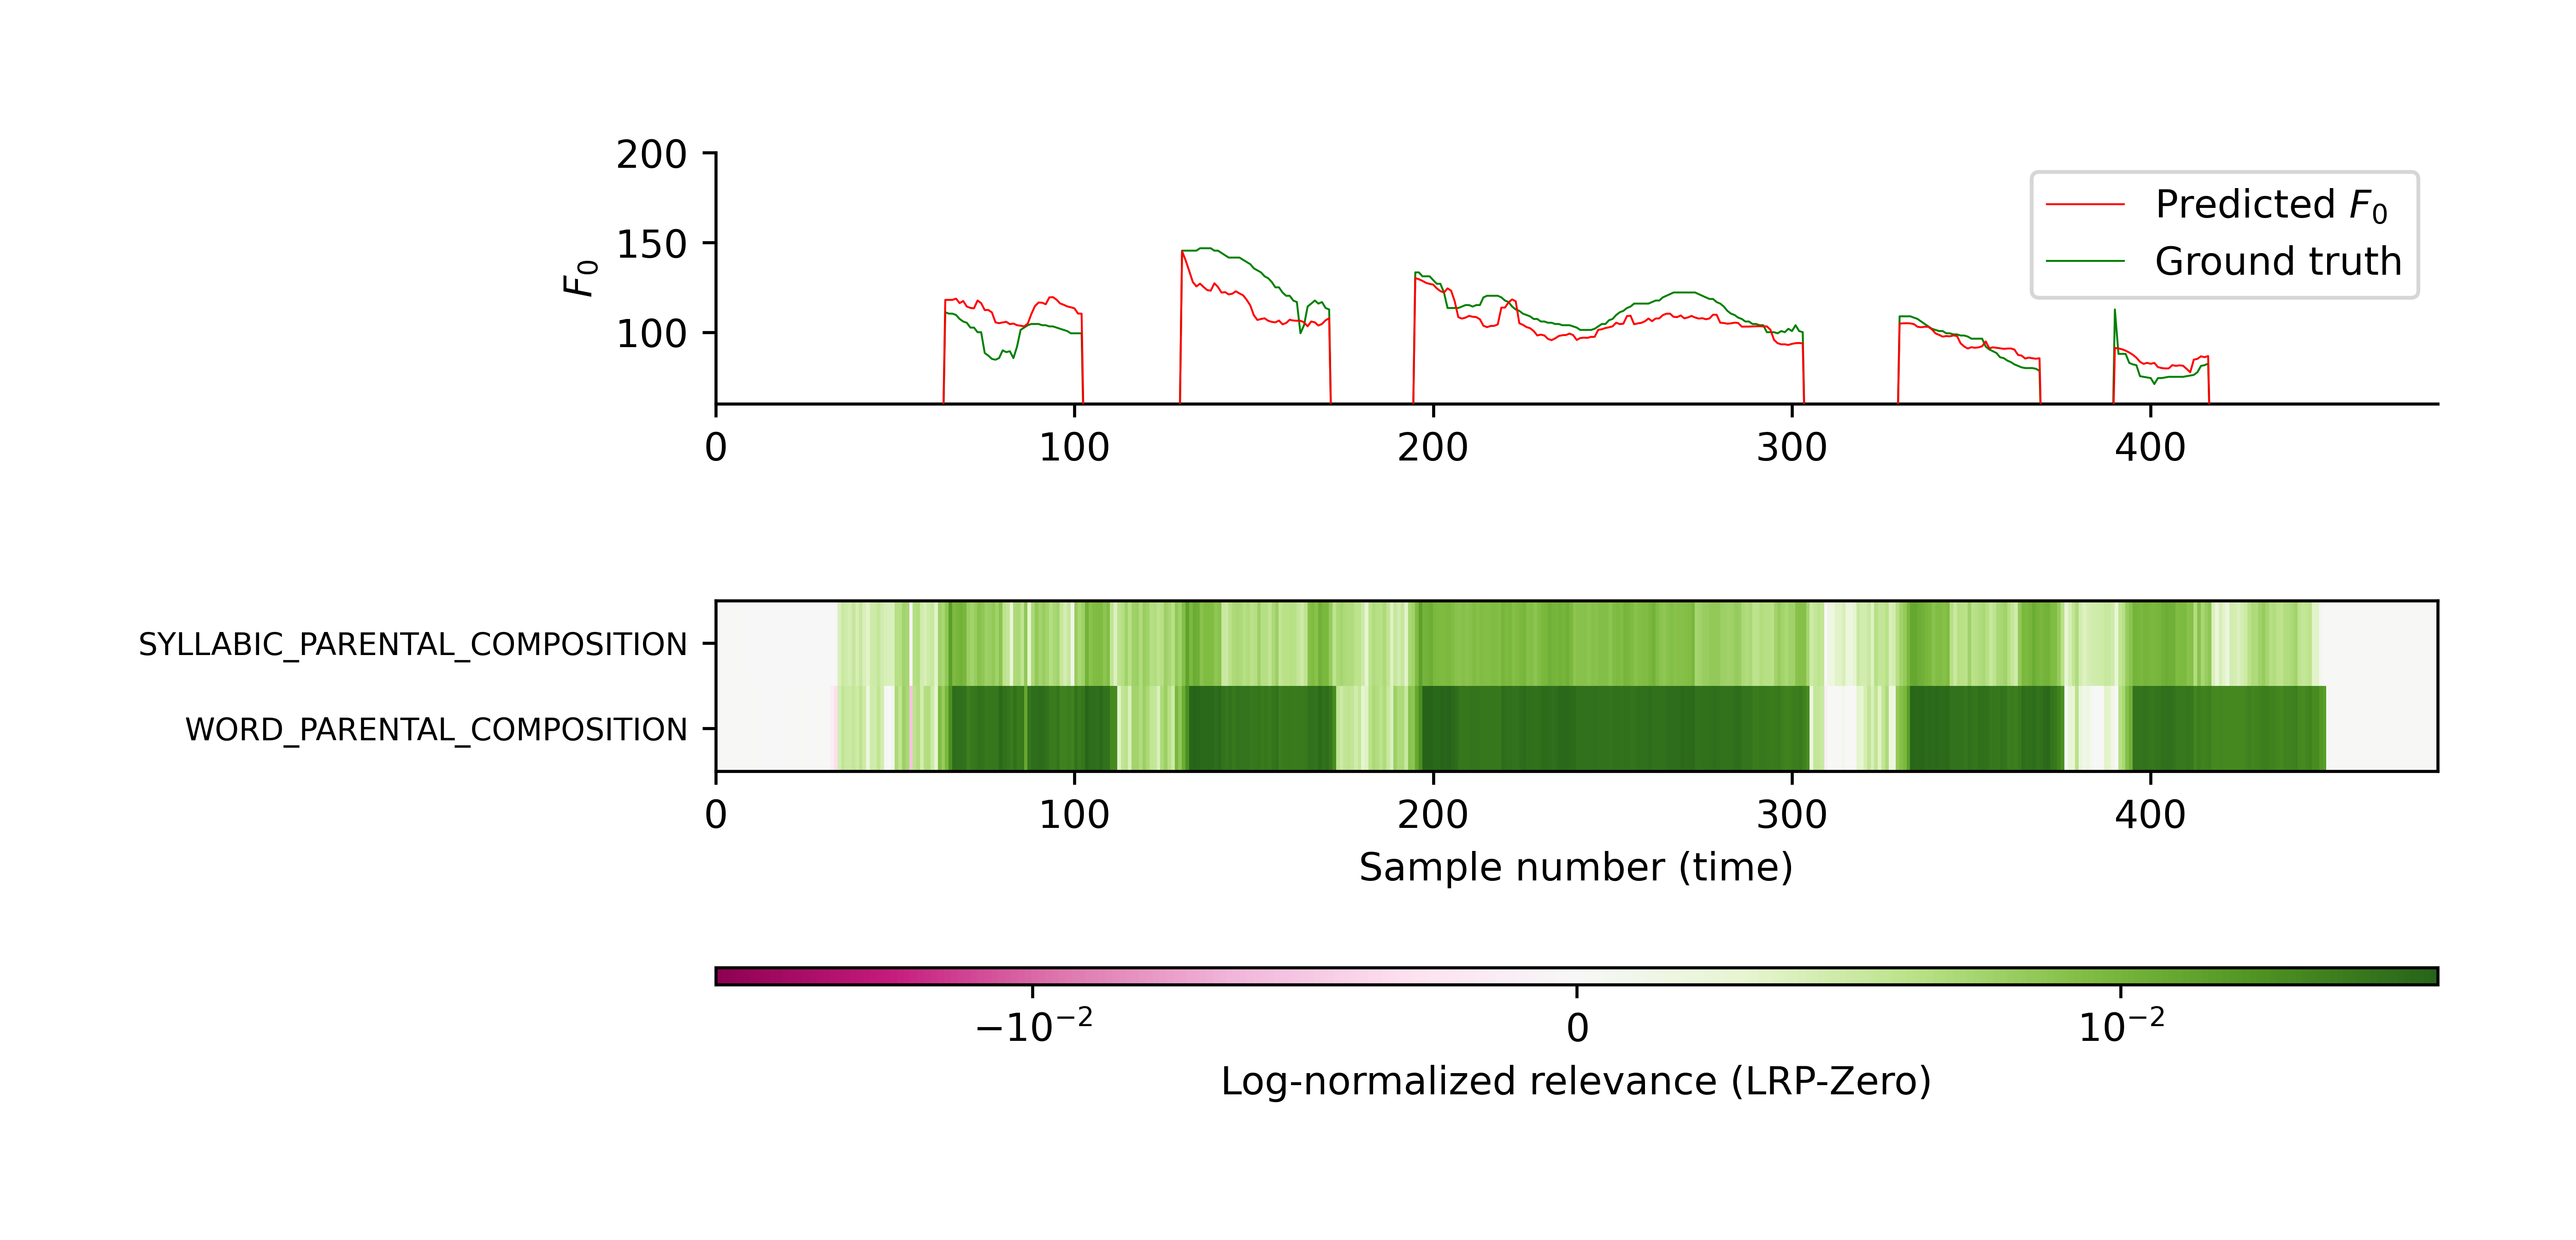 200
150
100
F₀
Predicted F₀
Ground truth
0 100 200 300 400
SYLLABIC_PARENTAL_COMPOSITION
WORD_PARENTAL_COMPOSITION
0 100 200 300 400
Sample number (time)
−10⁻² 0 10⁻²
Log-normalized relevance (LRP-Zero)